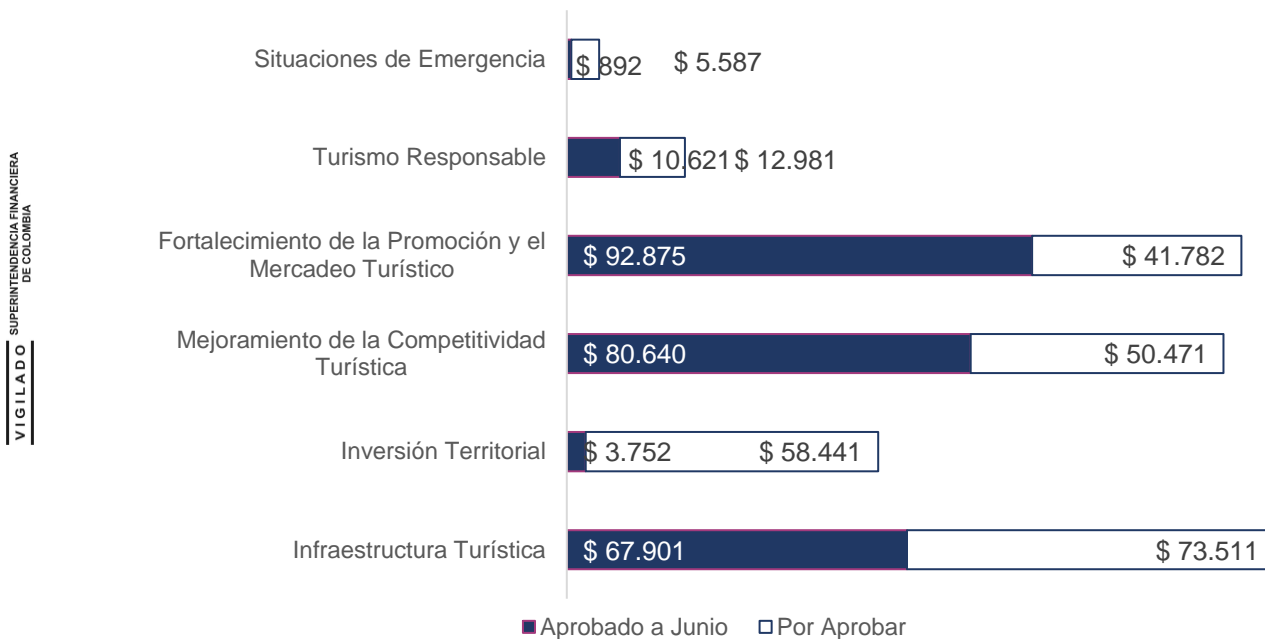 Situaciones de Emergencia
$ 892 $ 5.587
Turismo Responsable
$ 10.621 $ 12.981
Fortalecimiento de la Promoción y el
Mercadeo Turístico
$ 92.875 $ 41.782
Mejoramiento de la Competitividad
Turística
$ 80.640 $ 50.471
Inversión Territorial
$ 3.752 $ 58.441
Infraestructura Turística
$ 67.901 $ 73.511
Aprobado a Junio Por Aprobar
VIGILADO
SUPERINTENDENCIA FINANCIERA
DE COLOMBIA